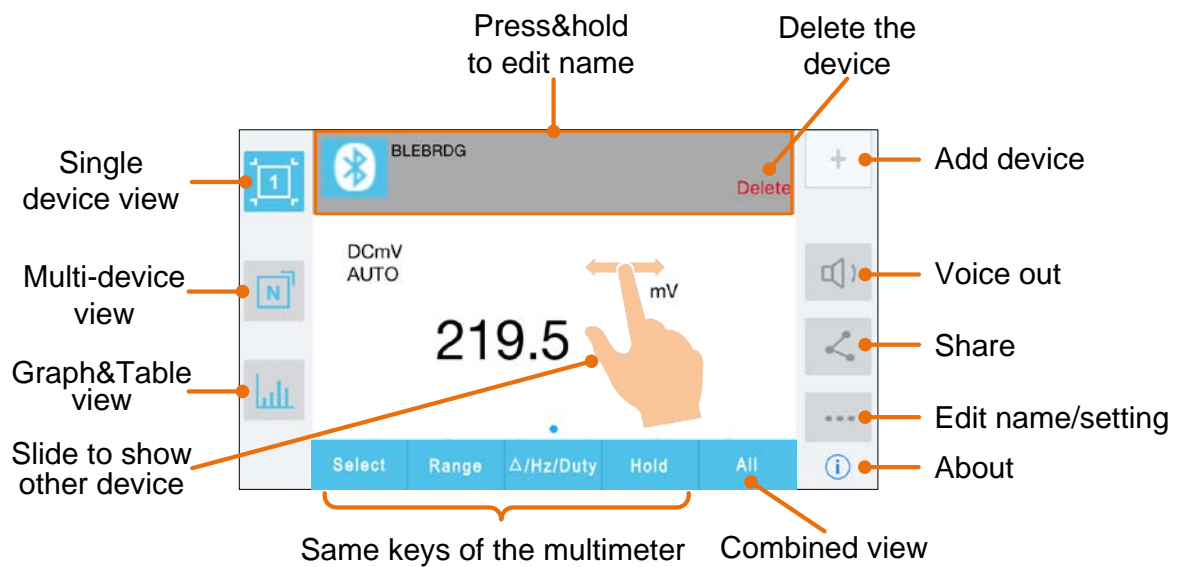 Press&hold
to edit name
Delete the
device
Single
device view
1
BLEBRDG
Delete
+
Add device
Multi-device
view
N
DCmV
AUTO
mV
219.5
Voice out
Graph&Table
view
Share
Edit name/setting
Slide to show
other device
Select
Range
Δ/Hz/Duty
Hold
All
i
About
Same keys of the multimeter
Combined view